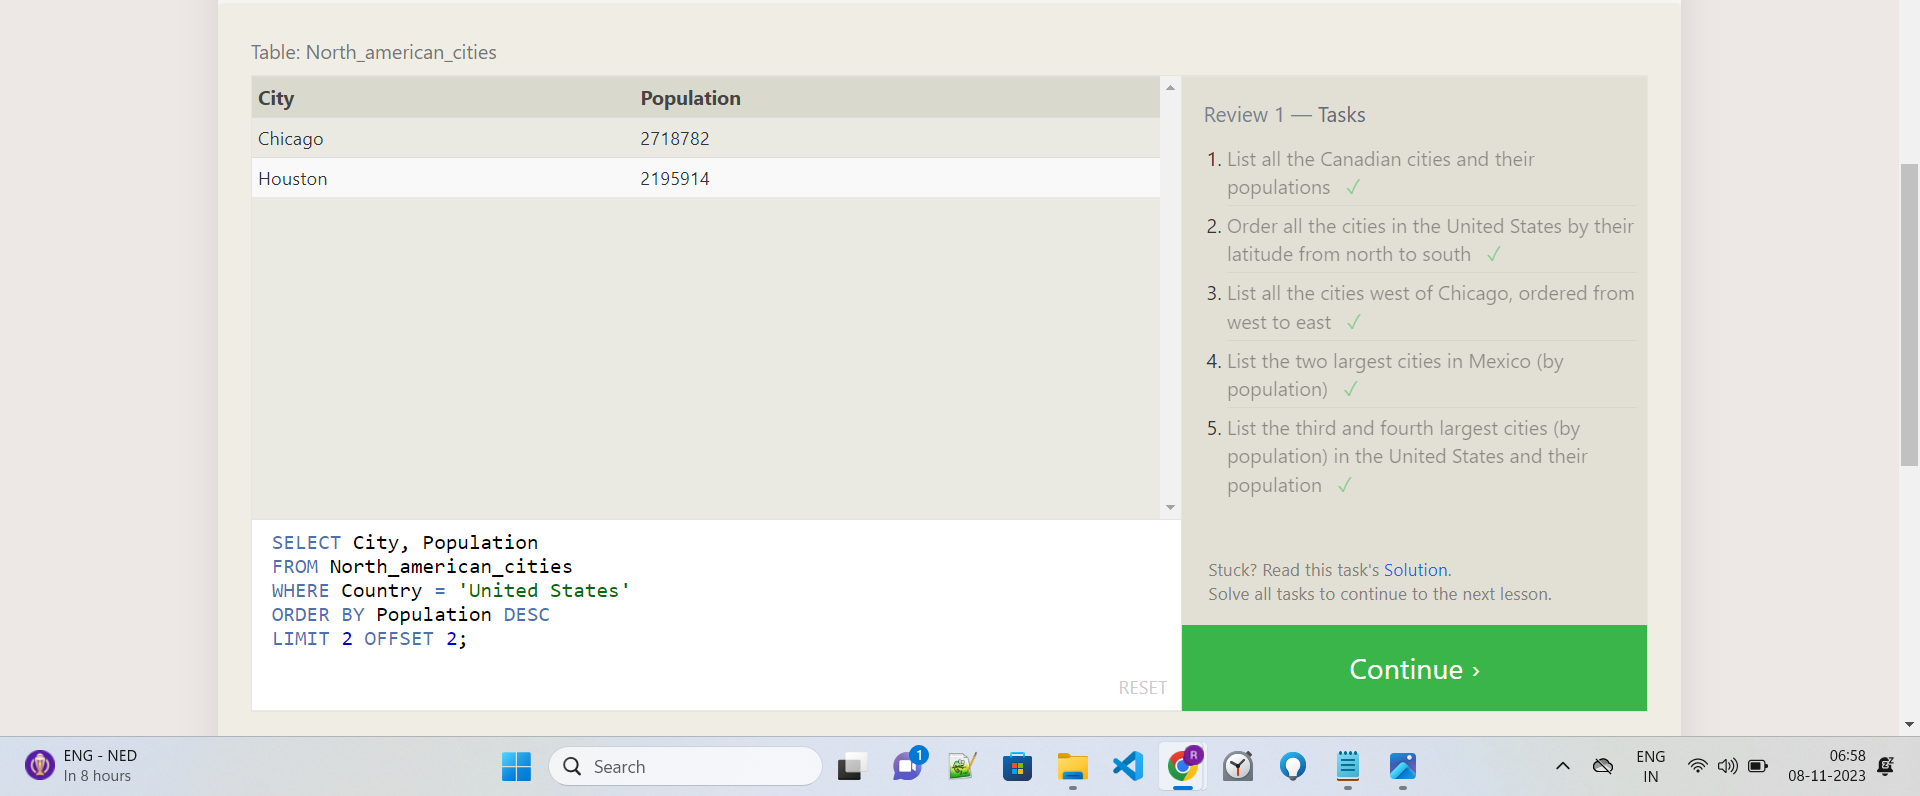 Table: North_american_cities
City Population
Chicago 2718782
Houston 2195914
SELECT City, Population
FROM North_american_cities
WHERE Country = 'United States'
ORDER BY Population DESC
LIMIT 2 OFFSET 2;
RESET
Review 1 — Tasks
1. List all the Canadian cities and their
populations ✓
2. Order all the cities in the United States by their
latitude from north to south ✓
3. List all the cities west of Chicago, ordered from
west to east ✓
4. List the two largest cities in Mexico (by
population) ✓
5. List the third and fourth largest cities (by
population) in the United States and their
population ✓
Stuck? Read this task's Solution.
Solve all tasks to continue to the next lesson.
Continue ›
ENG - NED
In 8 hours
Search
1
R
ENG
IN
06:58
08-11-2023